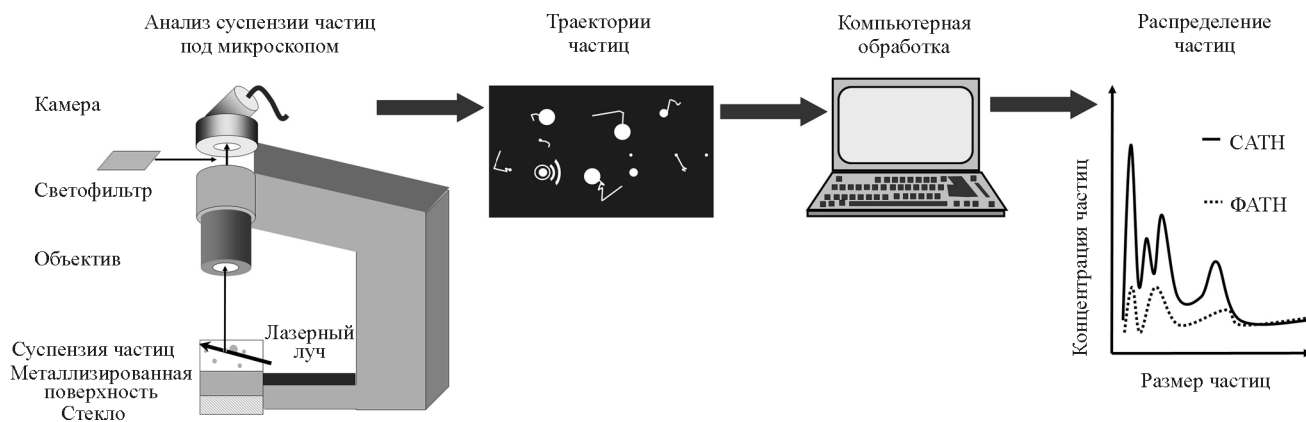 Анализ суспензии частиц
под микроскопом
Траектории
частиц
Компьютерная
обработка
Распределение
частиц
Камера
Светофильтр
Объектив
Лазерный
луч
Суспензия частиц
Металлизированная
поверхность
Стекло
Концентрация частиц
САТН
ФАТН
Размер частиц